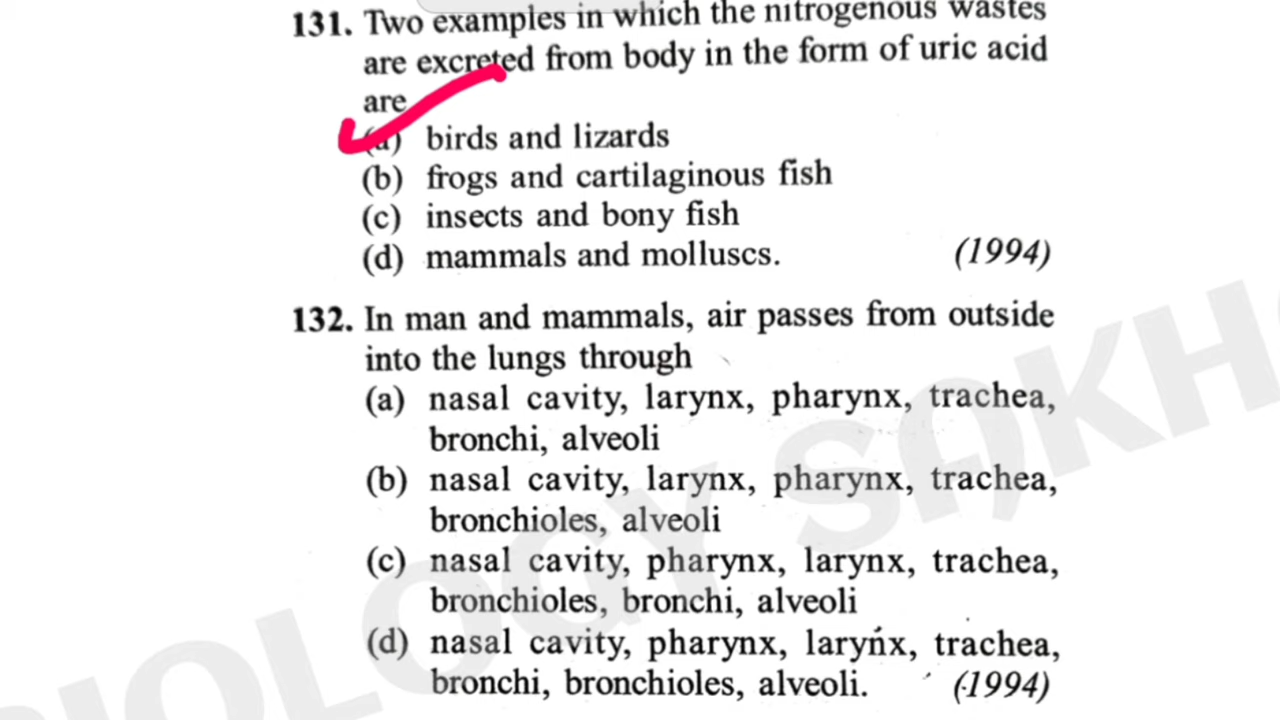 131. Two examples in which the nitrogenous wastes
are excreted from body in the form of uric acid
are
(a) birds and lizards
(b) frogs and cartilaginous fish
(c) insects and bony fish
(d) mammals and molluscs. (1994)
132. In man and mammals, air passes from outside
into the lungs through
(a) nasal cavity, larynx, pharynx, trachea,
bronchi, alveoli
(b) nasal cavity, larynx, pharynx, trachea,
bronchioles, alveoli
(c) nasal cavity, pharynx, larynx, trachea,
bronchioles, bronchi, alveoli
(d) nasal cavity, pharynx, larynx, trachea,
bronchi, bronchioles, alveoli. (1994)
BIOLOGY SAKH